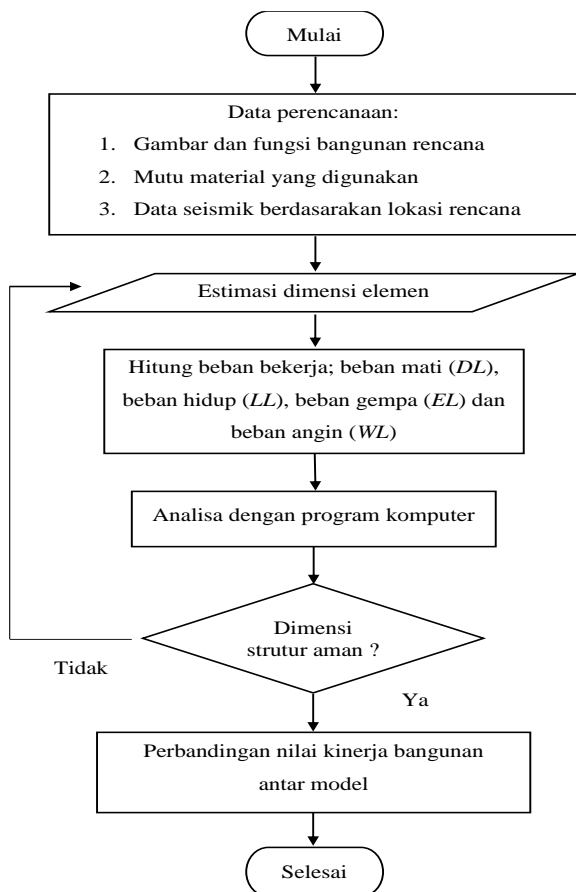 Mulai
Data perencanaan:
1. Gambar dan fungsi bangunan rencana
2. Mutu material yang digunakan
3. Data seismik berdasarakan lokasi rencana
Estimasi dimensi elemen
Hitung beban bekerja; beban mati (DL),
beban hidup (LL), beban gempa (EL) dan
beban angin (WL)
Analisa dengan program komputer
Dimensi
strutur aman ?
Tidak
Ya
Perbandingan nilai kinerja bangunan
antar model
Selesai